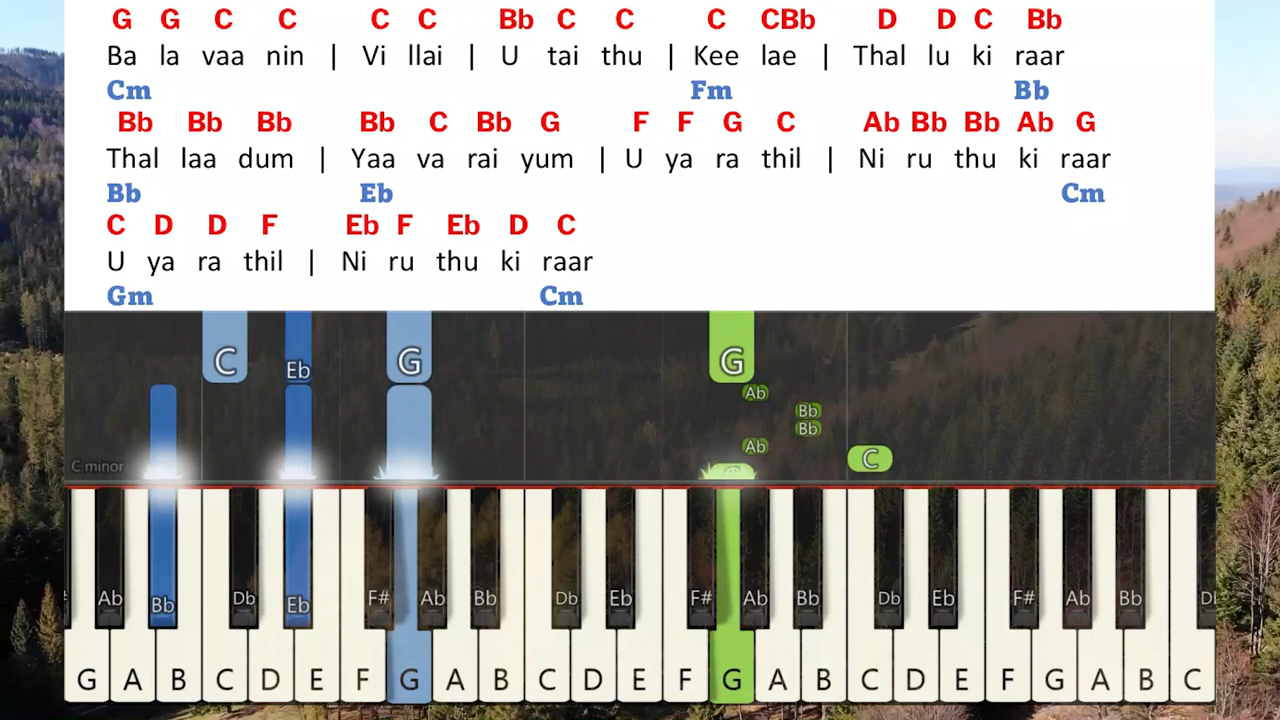 G G C C C C Bb C C C CBb D D C Bb
Ba la vaa nin | Vi llai | U tai thu | Kee lae | Thal lu ki raar
Cm Fm Bb
Bb Bb Bb Bb C Bb G F F G C Ab Bb Bb Ab G
Thal laa dum | Yaa va rai yum | U ya ra thil | Ni ru thu ki raar
Bb Eb Cm
C D D F Eb F Eb D C
U ya ra thil | Ni ru thu ki raar
Gm Cm
C Eb G G
Ab
Bb
Bb
Ab
C minor C
Ab Bb Db Eb F# Ab Bb Db Eb F# Ab Bb Db Eb F# Ab Bb
G A B C D E F G A B C D E F G A B C D E F G A B C